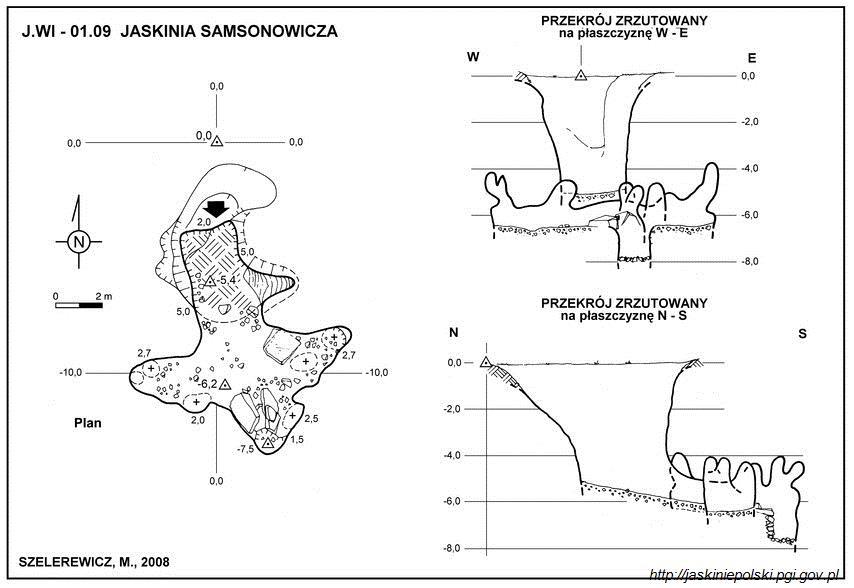 J.WI - 01.09 JASKINIA SAMSONOWICZA
0,0
0,0
0,0
0,0
2,0
5,0
-5,4
5,0
N
0
2 m
2,7
2,7
-10,0
-10,0
-6,2
2,0
2,5
1,5
-7,5
0,0
Plan
SZELEREWICZ, M., 2008
PRZEKRÓJ ZRZUTOWANY
na płaszczyznę W - E
W
E
0,0
-2,0
-4,0
-6,0
-8,0
PRZEKRÓJ ZRZUTOWANY
na płaszczyznę N - S
N
S
0,0
-2,0
-4,0
-6,0
-8,0
http://jaskiniepolski.pgi.gov.pl